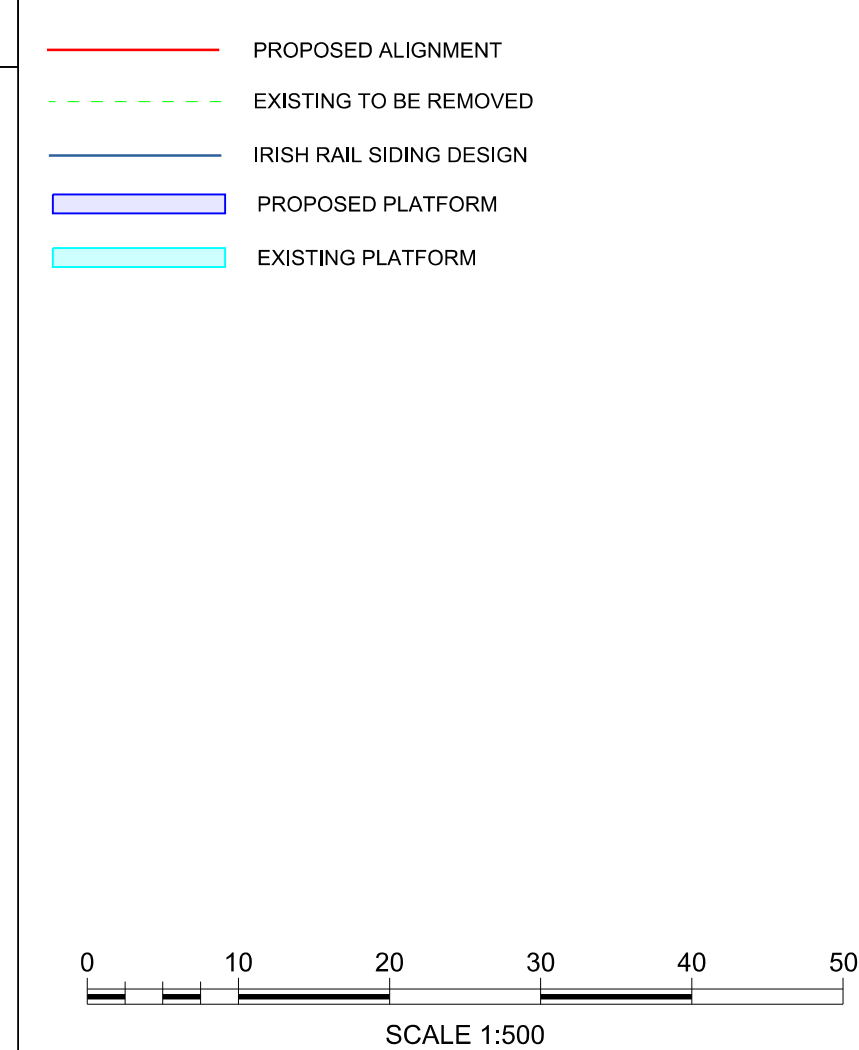 PROPOSED ALIGNMENT
EXISTING TO BE REMOVED
IRISH RAIL SIDING DESIGN
PROPOSED PLATFORM
EXISTING PLATFORM
0 10 20 30 40 50
SCALE 1:500